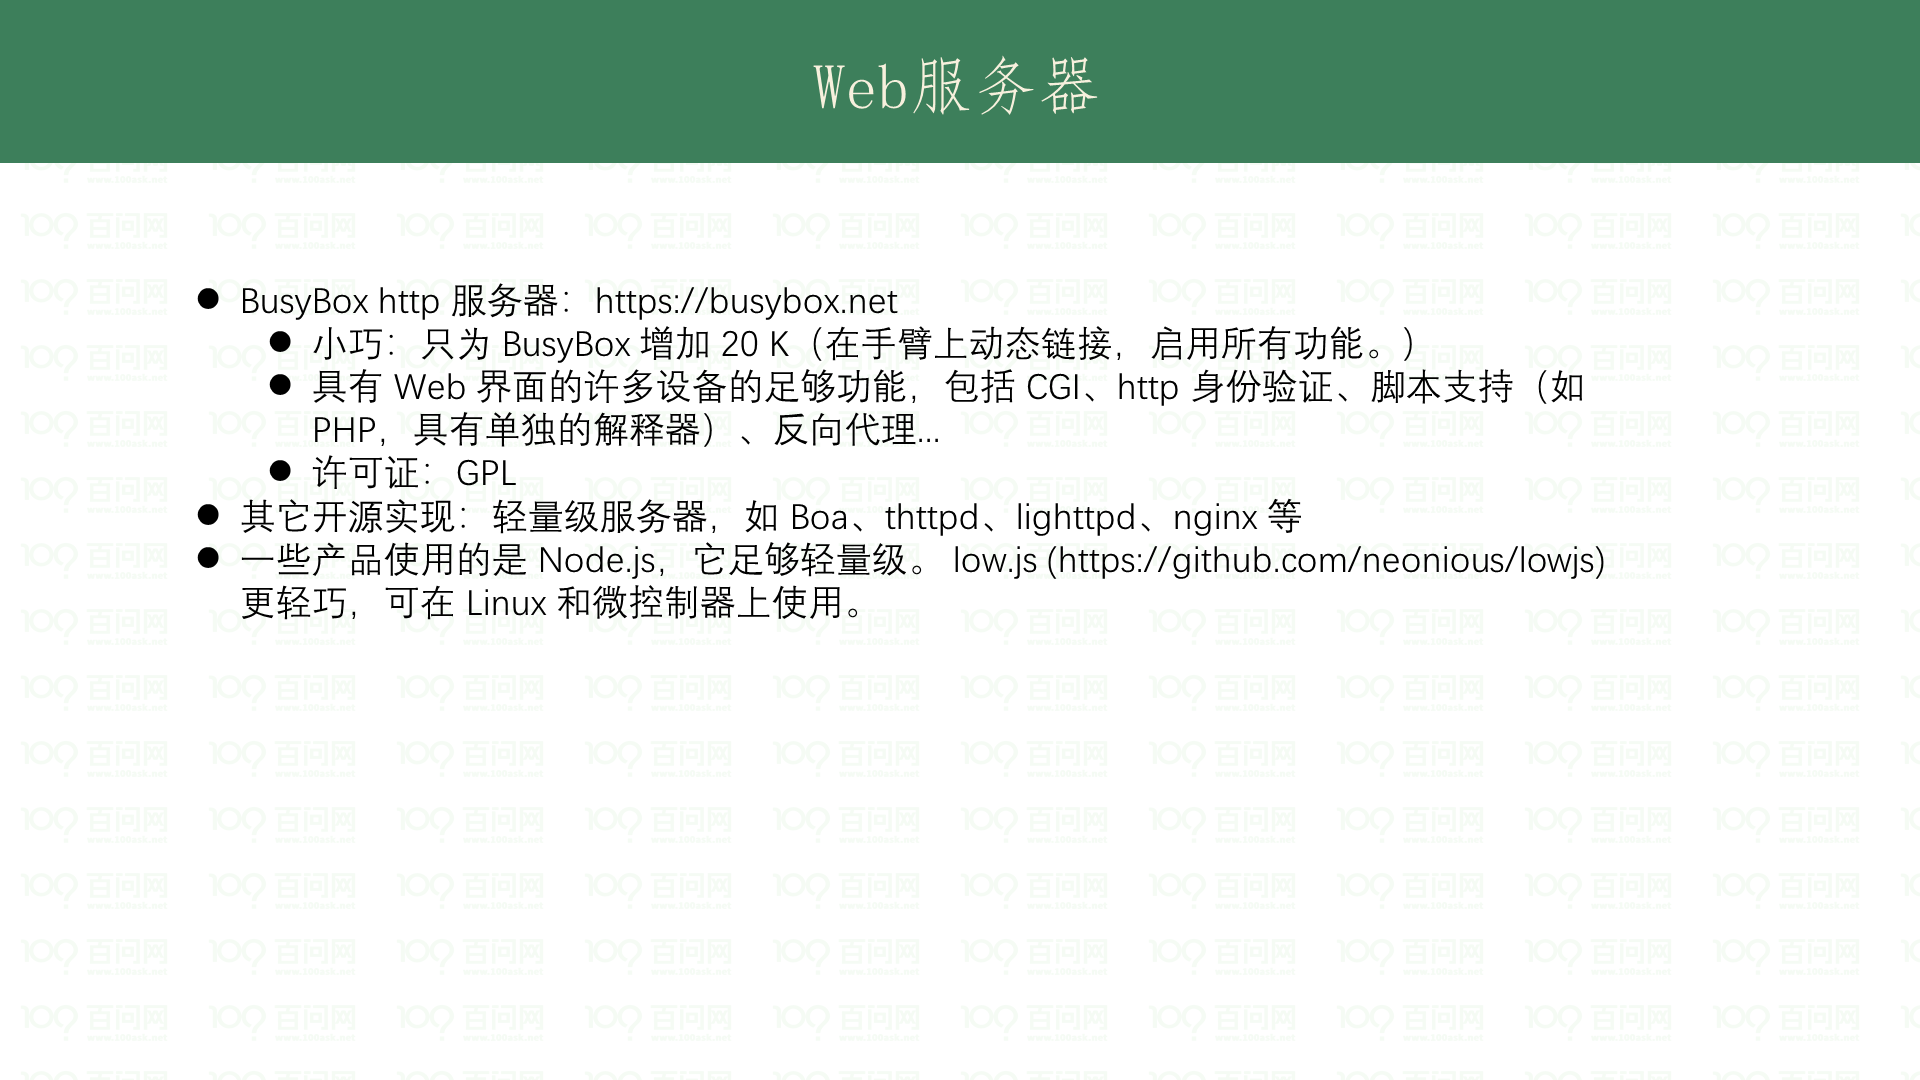 Web服务器
BusyBox http 服务器：https://busybox.net
小巧：只为 BusyBox 增加 20 K（在手臂上动态链接，启用所有功能。）
具有 Web 界面的许多设备的足够功能，包括 CGI、http 身份验证、脚本支持（如
PHP，具有单独的解释器）、反向代理...
许可证：GPL
其它开源实现：轻量级服务器，如 Boa、thttpd、lighttpd、nginx 等
一些产品使用的是 Node.js，它足够轻量级。 low.js (https://github.com/neonious/lowjs)
更轻巧，可在 Linux 和微控制器上使用。